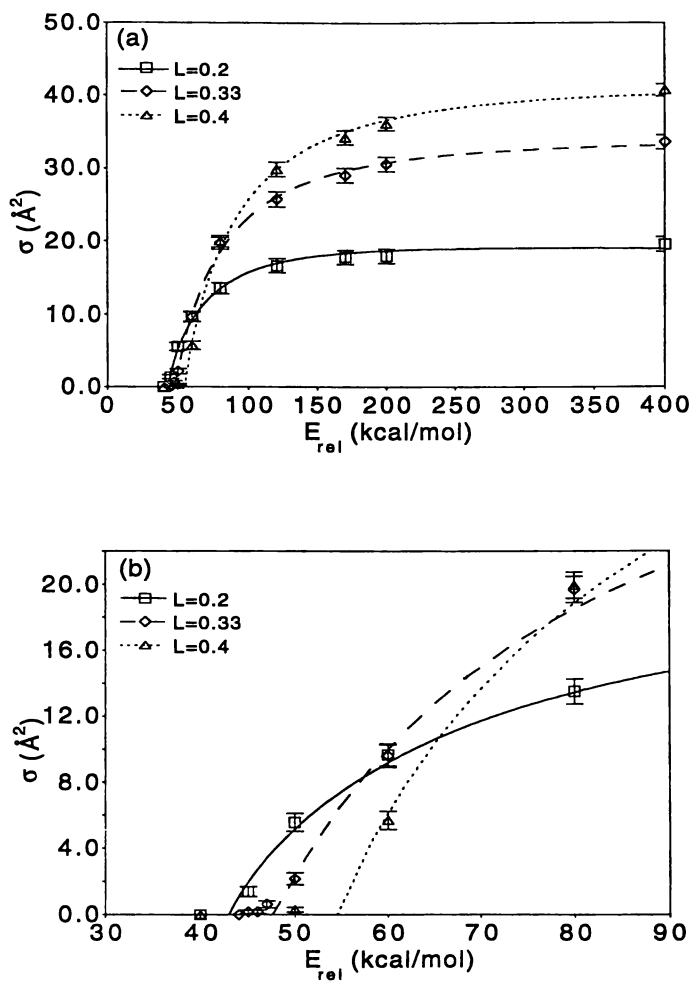 (a)
L=0.2
L=0.33
L=0.4
σ (Å²)
50.0
40.0
30.0
20.0
10.0
0.0
0 50 100 150 200 250 300 350 400
E_rel (kcal/mol)
(b)
L=0.2
L=0.33
L=0.4
σ (Å²)
20.0
16.0
12.0
8.0
4.0
0.0
30 40 50 60 70 80 90
E_rel (kcal/mol)